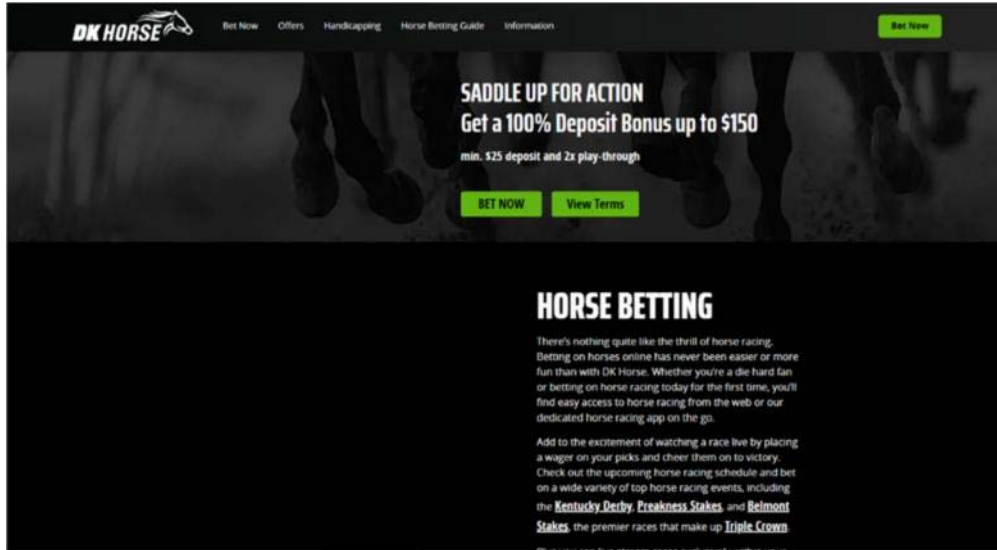 DK HORSE
Bet Now
Offers
Handicapping
Horse Betting Guide
Information
Bet Now
SADDLE UP FOR ACTION
Get a 100% Deposit Bonus up to $150
min. $25 deposit and 2x play-through
BET NOW
View Terms
HORSE BETTING
There's nothing quite like the thrill of horse racing.
Betting on horses online has never been easier or more
fun than with DK Horse. Whether you're a die hard fan
or betting on horse racing today for the first time, you'll
find easy access to horse racing from the web or our
dedicated horse racing app on the go.
Add to the excitement of watching a race live by placing
a wager on your picks and cheer them on to victory.
Check out the upcoming horse racing schedule and bet
on a wide variety of top horse racing events, including
the Kentucky Derby, Preakness Stakes, and Belmont
Stakes, the premier races that make up Triple Crown.